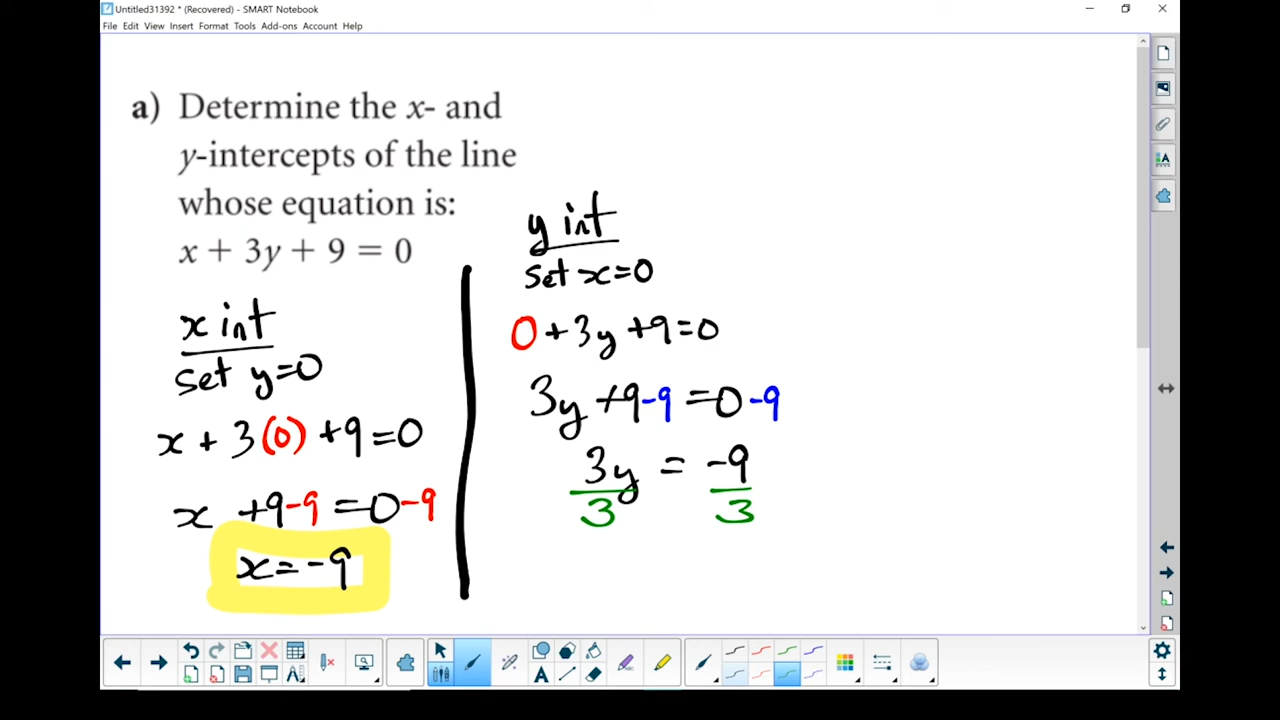 Untitled31392 * (Recovered) - SMART Notebook
File Edit View Insert Format Tools Add-ons Account Help
a) Determine the x- and
y-intercepts of the line
whose equation is:
x + 3y + 9 = 0
x int
set y=0
x + 3(0) +9=0
x +9-9=0-9
x=-9
y int
set x=0
0+3y+9=0
3y+9-9=0-9
3y = -9
3 3